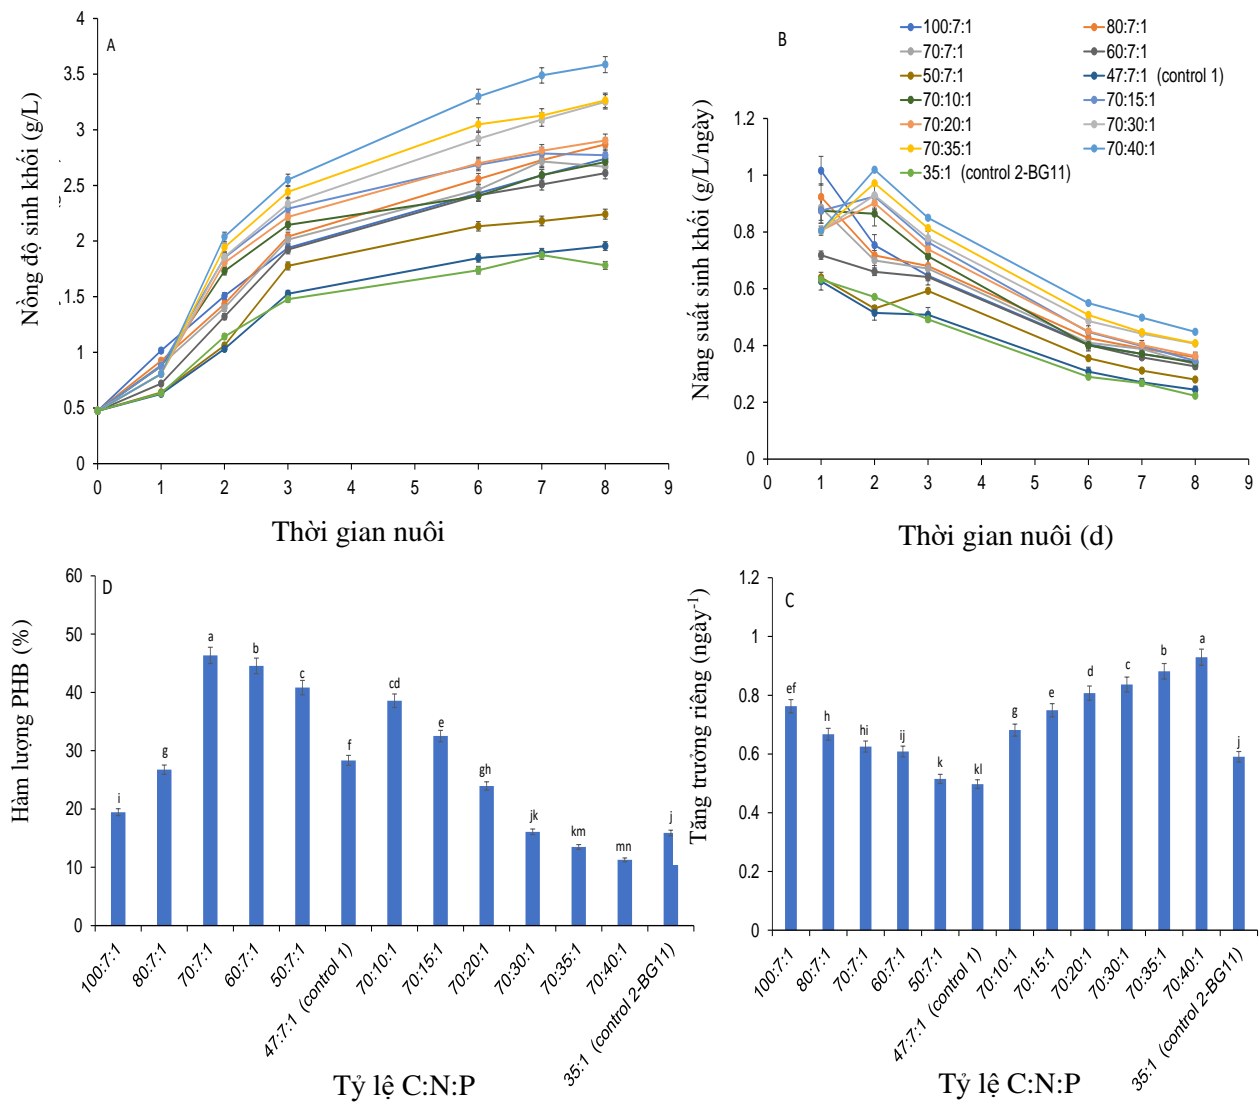 A
Nồng độ sinh khối (g/L)
4
3.5
3
2.5
2
1.5
1
0.5
0
0 1 2 3 4 5 6 7 8 9
Thời gian nuôi
B
100:7:1 80:7:1
70:7:1 60:7:1
50:7:1 47:7:1 (control 1)
70:10:1 70:15:1
70:20:1 70:30:1
70:35:1 70:40:1
35:1 (control 2-BG11)
Năng suất sinh khối (g/L/ngày)
1.2
1
0.8
0.6
0.4
0.2
0
0 1 2 3 4 5 6 7 8 9
Thời gian nuôi (d)
D
Hàm lượng PHB (%)
60
50
40
30
20
10
0
i g a b c f cd e gh jk km mn j
100:7:1 80:7:1 70:7:1 60:7:1 50:7:1 47:7:1 (control 1) 70:10:1 70:15:1 70:20:1 70:30:1 70:35:1 70:40:1 35:1 (control 2-BG11)
Tỷ lệ C:N:P
C
Tăng trưởng riêng (ngày-1)
1.2
1
0.8
0.6
0.4
0.2
0
ef h hi ij k kl g e d c b a j
100:7:1 80:7:1 70:7:1 60:7:1 50:7:1 47:7:1 (control 1) 70:10:1 70:15:1 70:20:1 70:30:1 70:35:1 70:40:1 35:1 (control 2-BG11)
Tỷ lệ C:N:P